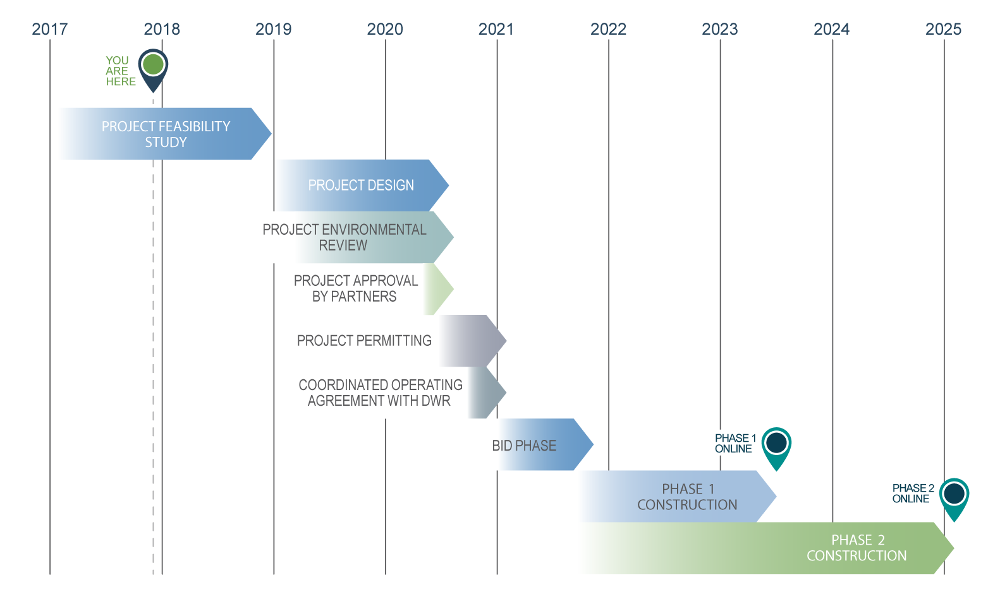 2017 2018 2019 2020 2021 2022 2023 2024 2025
YOU
ARE
HERE
PROJECT FEASIBILITY
STUDY
PROJECT DESIGN
PROJECT ENVIRONMENTAL
REVIEW
PROJECT APPROVAL
BY PARTNERS
PROJECT PERMITTING
COORDINATED OPERATING
AGREEMENT WITH DWR
BID PHASE
PHASE 1
ONLINE
PHASE 1
CONSTRUCTION
PHASE 2
ONLINE
PHASE 2
CONSTRUCTION